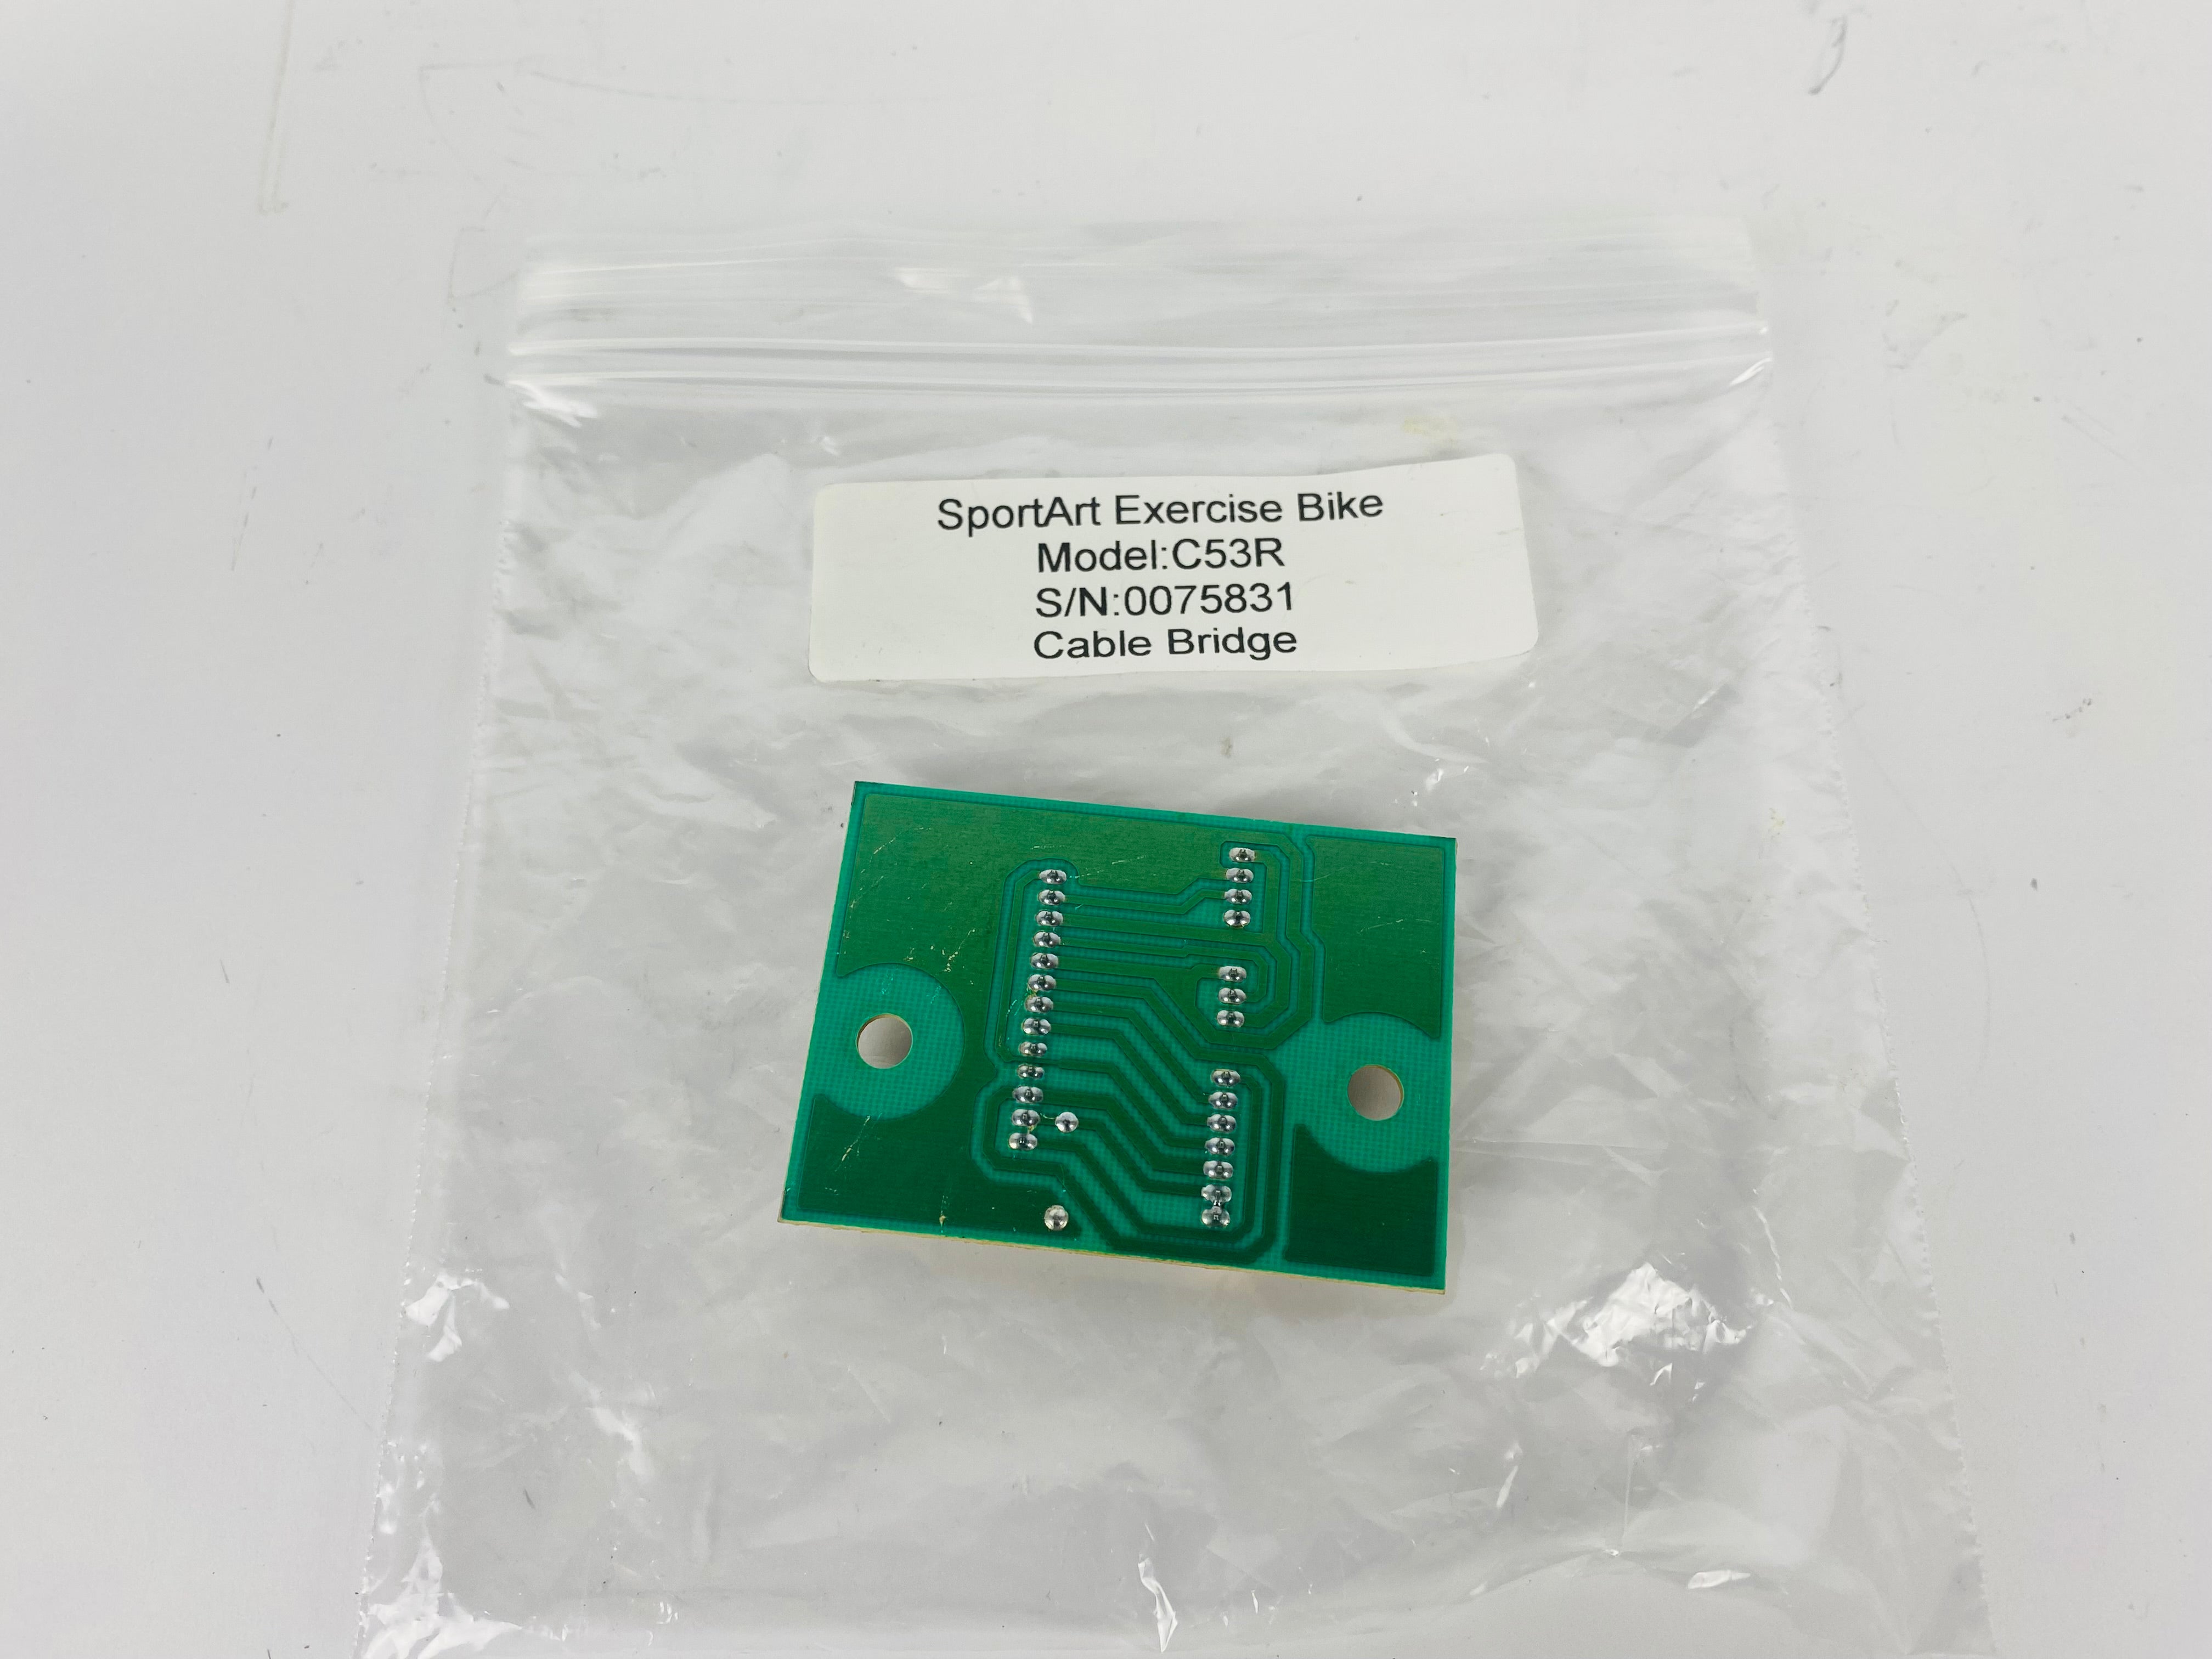 SportArt Exercise Bike
Model:C53R
S/N:0075831
Cable Bridge